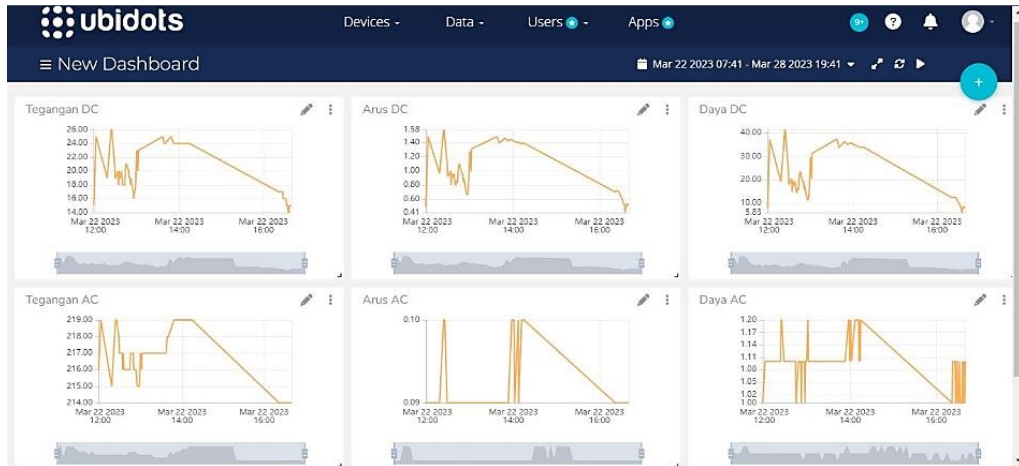 ubidots
Devices
Data
Users
Apps
9+
?
New Dashboard
Mar 22 2023 07:41 - Mar 28 2023 19:41
+
Tegangan DC
26.00
24.00
22.00
20.00
18.00
16.00
14.00
Mar 22 2023
12:00
Mar 22 2023
14:00
Mar 22 2023
16:00
Arus DC
1.58
1.40
1.20
1.00
0.80
0.60
0.41
Mar 22 2023
12:00
Mar 22 2023
14:00
Mar 22 2023
16:00
Daya DC
40.00
30.00
20.00
10.00
5.83
Mar 22 2023
12:00
Mar 22 2023
14:00
Mar 22 2023
16:00
Tegangan AC
219.00
218.00
217.00
216.00
215.00
214.00
Mar 22 2023
12:00
Mar 22 2023
14:00
Mar 22 2023
16:00
Arus AC
0.10
0.09
Mar 22 2023
12:00
Mar 22 2023
14:00
Mar 22 2023
16:00
Daya AC
1.20
1.17
1.14
1.11
1.08
1.05
1.02
1.00
Mar 22 2023
12:00
Mar 22 2023
14:00
Mar 22 2023
16:00